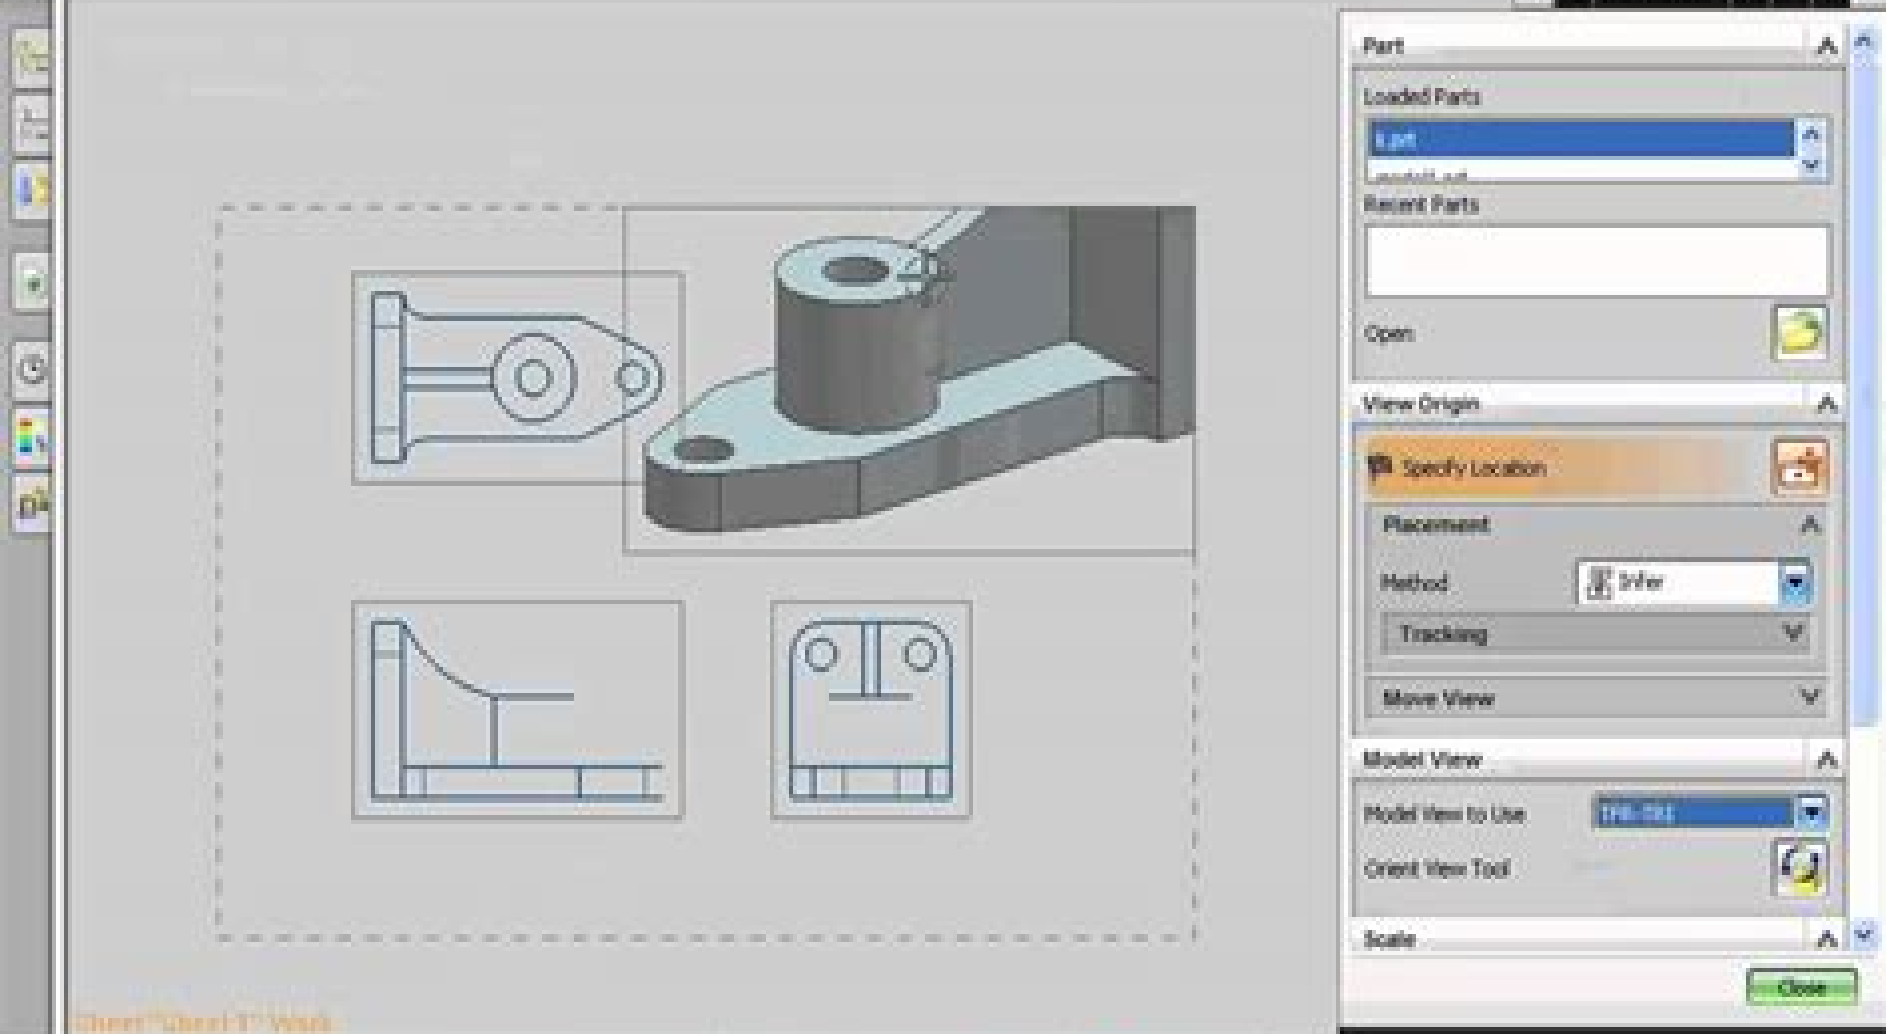 Part
Loaded Parts
Recent Parts
Open
View Origin
Specify Location
Placement
Method
Infer
Tracking
Move View
Model View
Model View to Use
Orient View Tool
Scale
Close